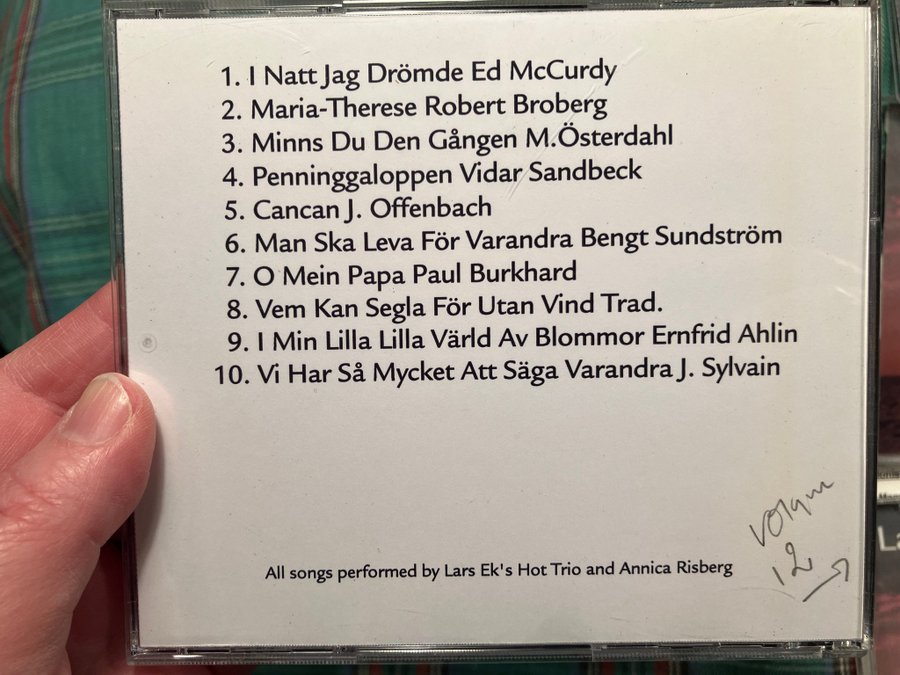 1. I Natt Jag Drömde Ed McCurdy
2. Maria-Therese Robert Broberg
3. Minns Du Den Gången M.Österdahl
4. Penninggaloppen Vidar Sandbeck
5. Cancan J. Offenbach
6. Man Ska Leva För Varandra Bengt Sundström
7. O Mein Papa Paul Burkhard
8. Vem Kan Segla För Utan Vind Trad.
9. I Min Lilla Lilla Värld Av Blommor Ernfrid Ahlin
10. Vi Har Så Mycket Att Säga Varandra J. Sylvain
All songs performed by Lars Ek's Hot Trio and Annica Risberg
12